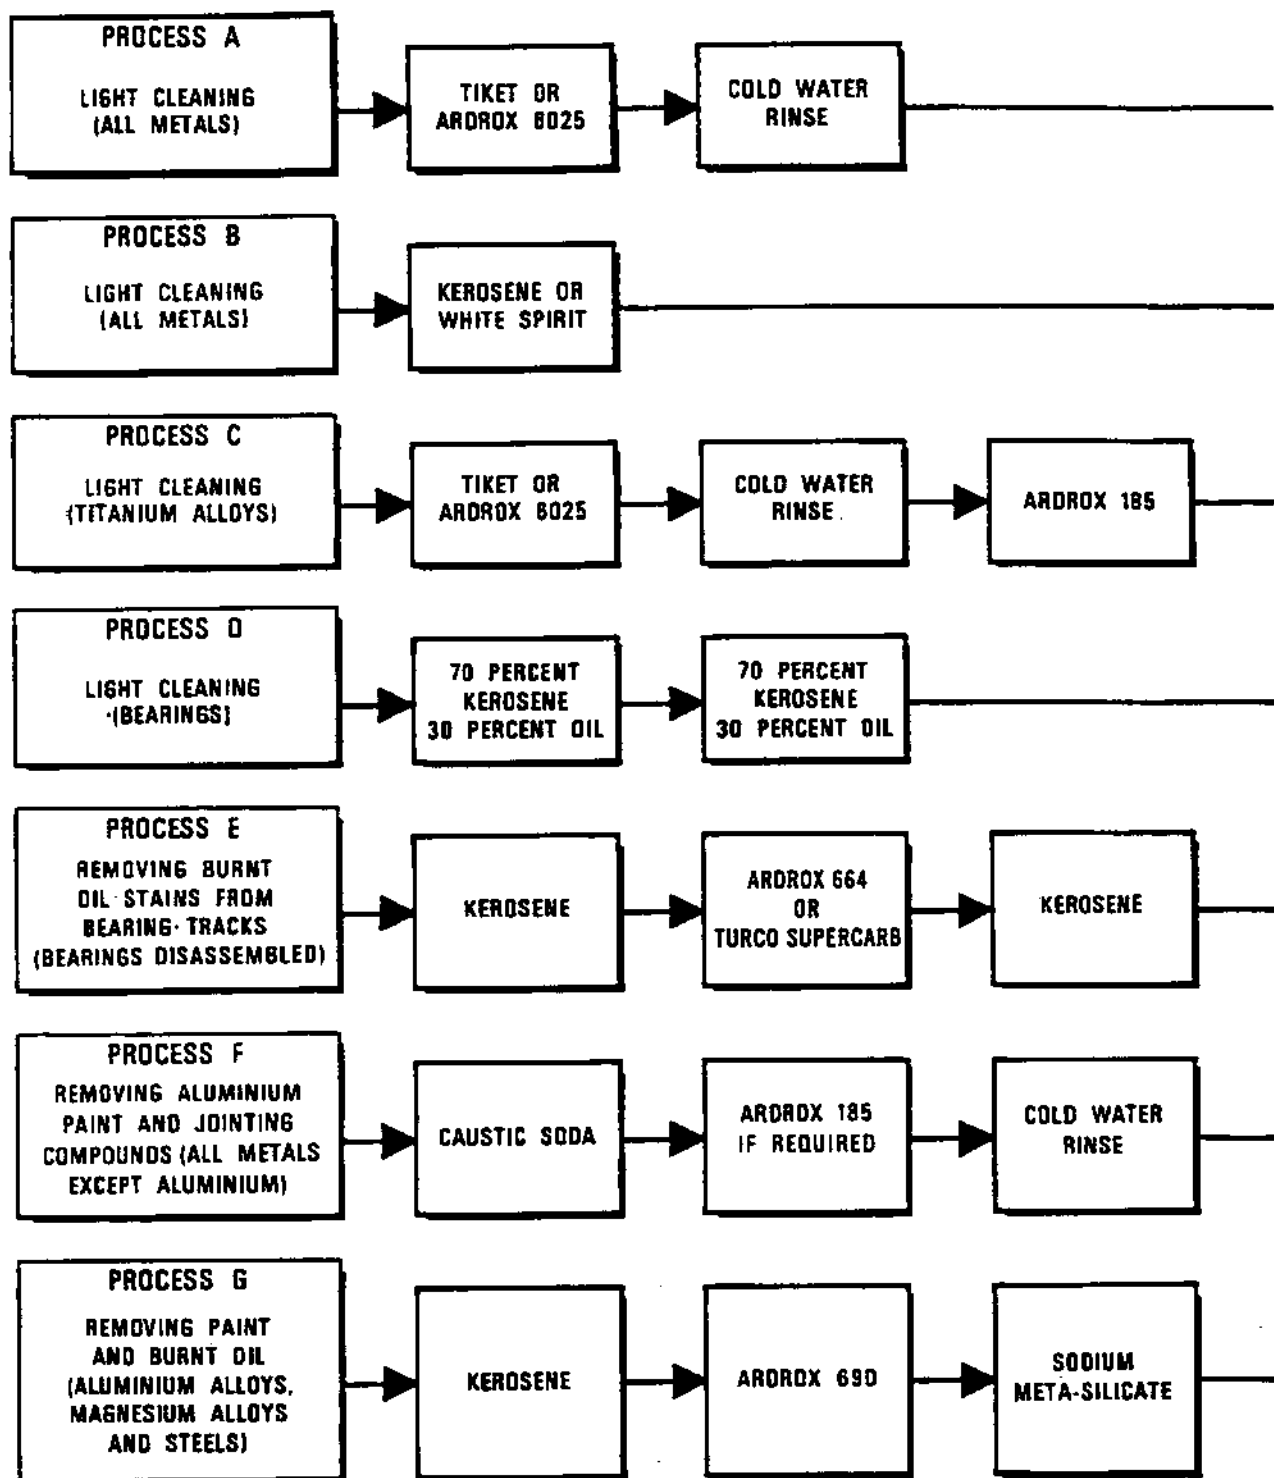 PROCESS A
LIGHT CLEANING
(ALL METALS)
TIKET OR
ARDROX 6025
COLD WATER
RINSE
PROCESS B
LIGHT CLEANING
(ALL METALS)
KEROSENE OR
WHITE SPIRIT
PROCESS C
LIGHT CLEANING
(TITANIUM ALLOYS)
TIKET OR
ARDROX 6025
COLD WATER
RINSE
ARDROX 185
PROCESS D
LIGHT CLEANING
(BEARINGS)
70 PERCENT
KEROSENE
30 PERCENT OIL
70 PERCENT
KEROSENE
30 PERCENT OIL
PROCESS E
REMOVING BURNT
OIL STAINS FROM
BEARING TRACKS
(BEARINGS DISASSEMBLED)
KEROSENE
ARDROX 664
OR
TURCO SUPERCARB
KEROSENE
PROCESS F
REMOVING ALUMINIUM
PAINT AND JOINTING
COMPOUNDS (ALL METALS
EXCEPT ALUMINIUM)
CAUSTIC SODA
ARDROX 185
IF REQUIRED
COLD WATER
RINSE
PROCESS G
REMOVING PAINT
AND BURNT OIL
(ALUMINIUM ALLOYS,
MAGNESIUM ALLOYS
AND STEELS)
KEROSENE
ARDROX 690
SODIUM
META-SILICATE